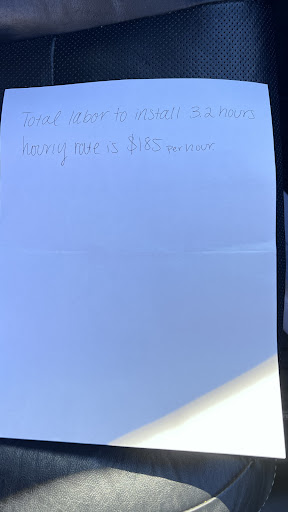 Total labor to install 3.2 hours
hourly rate is $185 per hour.